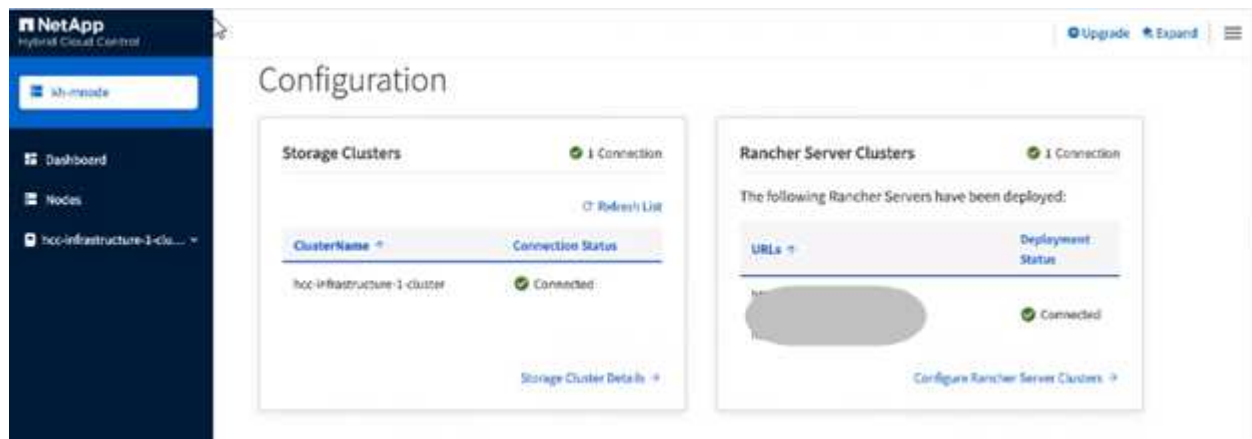 NetApp
Hybrid Cloud Control
Upgrade
Expand
kh-mnode
Dashboard
Nodes
hcc-infrastructure-1-clu...
Configuration
Storage Clusters
1 Connection
Refresh List
ClusterName
Connection Status
hcc-infrastructure-1-cluster
Connected
Storage Cluster Details →
Rancher Server Clusters
1 Connection
The following Rancher Servers have been deployed:
URLs
Deployment
Status
Connected
Configure Rancher Server Clusters →